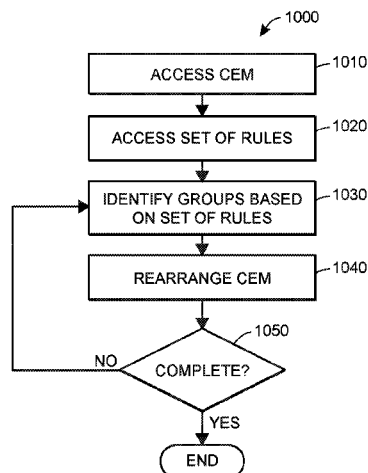 1000
ACCESS CEM
1010
ACCESS SET OF RULES
1020
IDENTIFY GROUPS BASED
ON SET OF RULES
1030
REARRANGE CEM
1040
COMPLETE?
1050
NO
YES
END